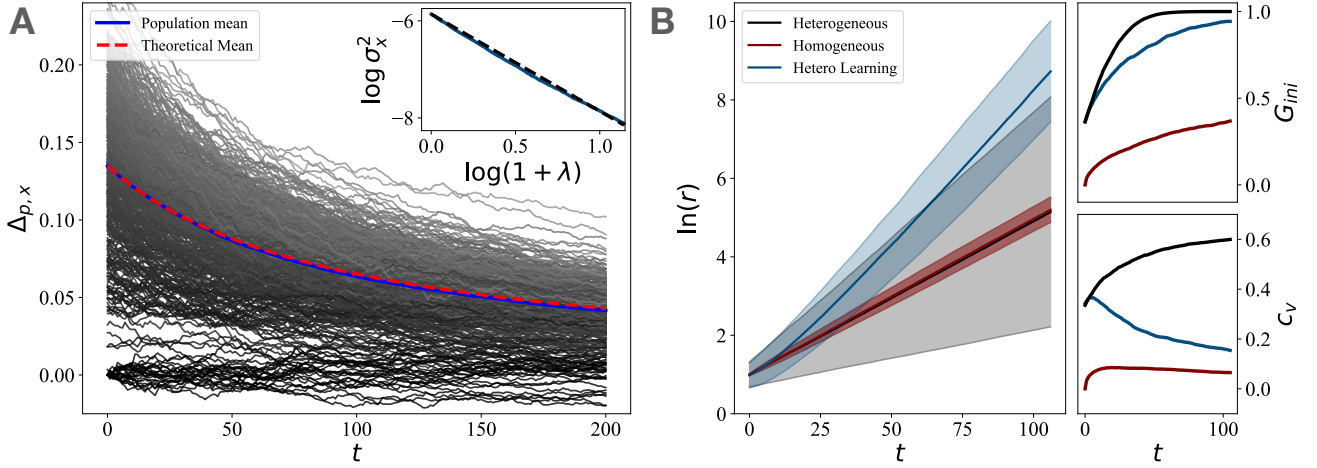 A
Population mean
Theoretical Mean
Δp,x
0.20
0.15
0.10
0.05
0.00
0
50
100
150
200
t
log σ²x
−6
−8
0.0
0.5
1.0
log(1 + λ)
B
Heterogeneous
Homogeneous
Hetero Learning
ln(r)
10
8
6
4
2
0
0
25
50
75
100
t
1.0
0.5
0.0
Gini
0.6
0.4
0.2
0.0
cv
0
100
t